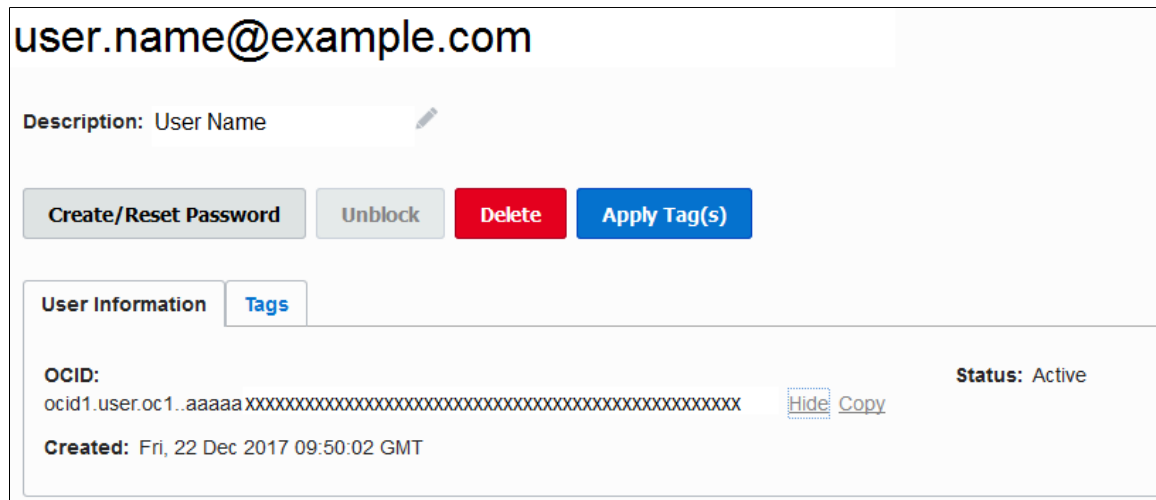 user.name@example.com
Description: User Name
Create/Reset Password Unblock Delete Apply Tag(s)
User Information Tags
OCID: Status: Active
ocid1.user.oc1..aaaaaXXXXXXXXXXXXXXXXXXXXXXXXXXXXXXXXXXXXXXXXXXXXXXXXXX Hide Copy
Created: Fri, 22 Dec 2017 09:50:02 GMT